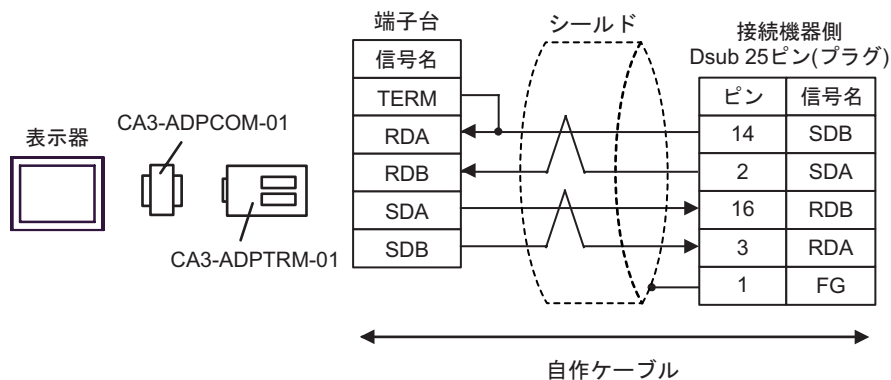 端子台
シールド
接続機器側
Dsub 25ピン(プラグ)
信号名
ピン 信号名
TERM
RDA
14 SDB
RDB
2 SDA
SDA
16 RDB
SDB
3 RDA
1 FG
表示器
CA3-ADPCOM-01
CA3-ADPTRM-01
自作ケーブル